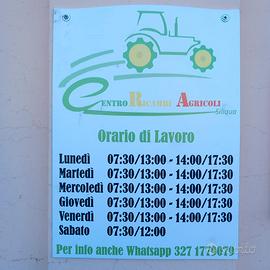 Centro Ricambi Agricoli
Siliqua
Orario di Lavoro
Lunedì 07:30/13:00 - 14:00/17:30
Martedì 07:30/13:00 - 14:00/17:30
Mercoledì 07:30/13:00 - 14:00/17:30
Giovedì 07:30/13:00 - 14:00/17:30
Venerdì 07:30/13:00 - 14:00/17:30
Sabato 07:30/12:00
Per info anche Whatsapp 327 1779079